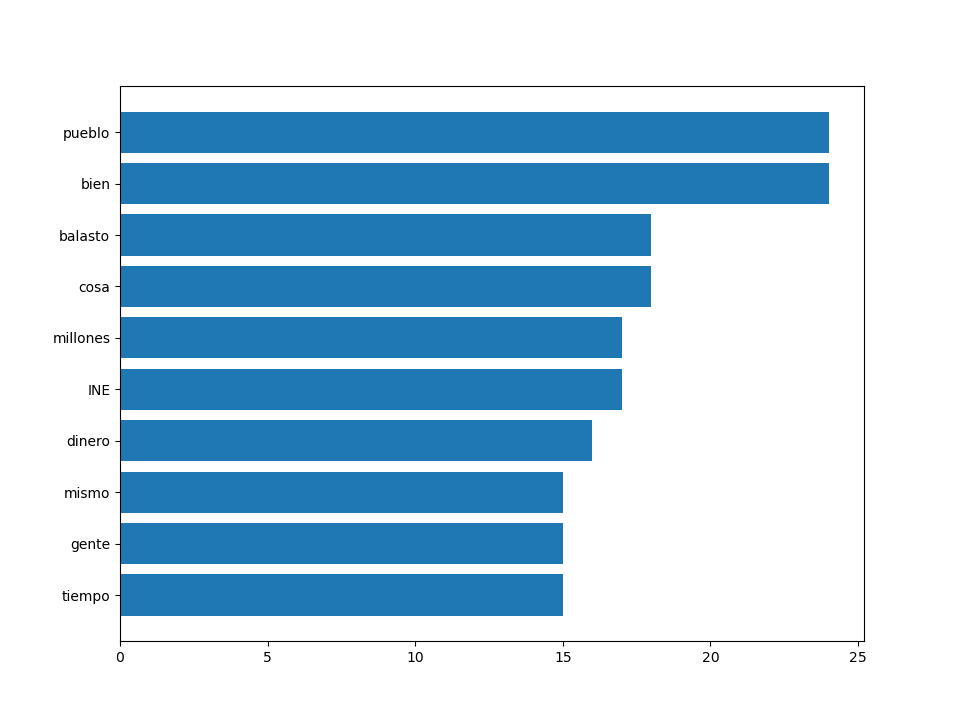 pueblo
bien
balasto
cosa
millones
INE
dinero
mismo
gente
tiempo
0 5 10 15 20 25